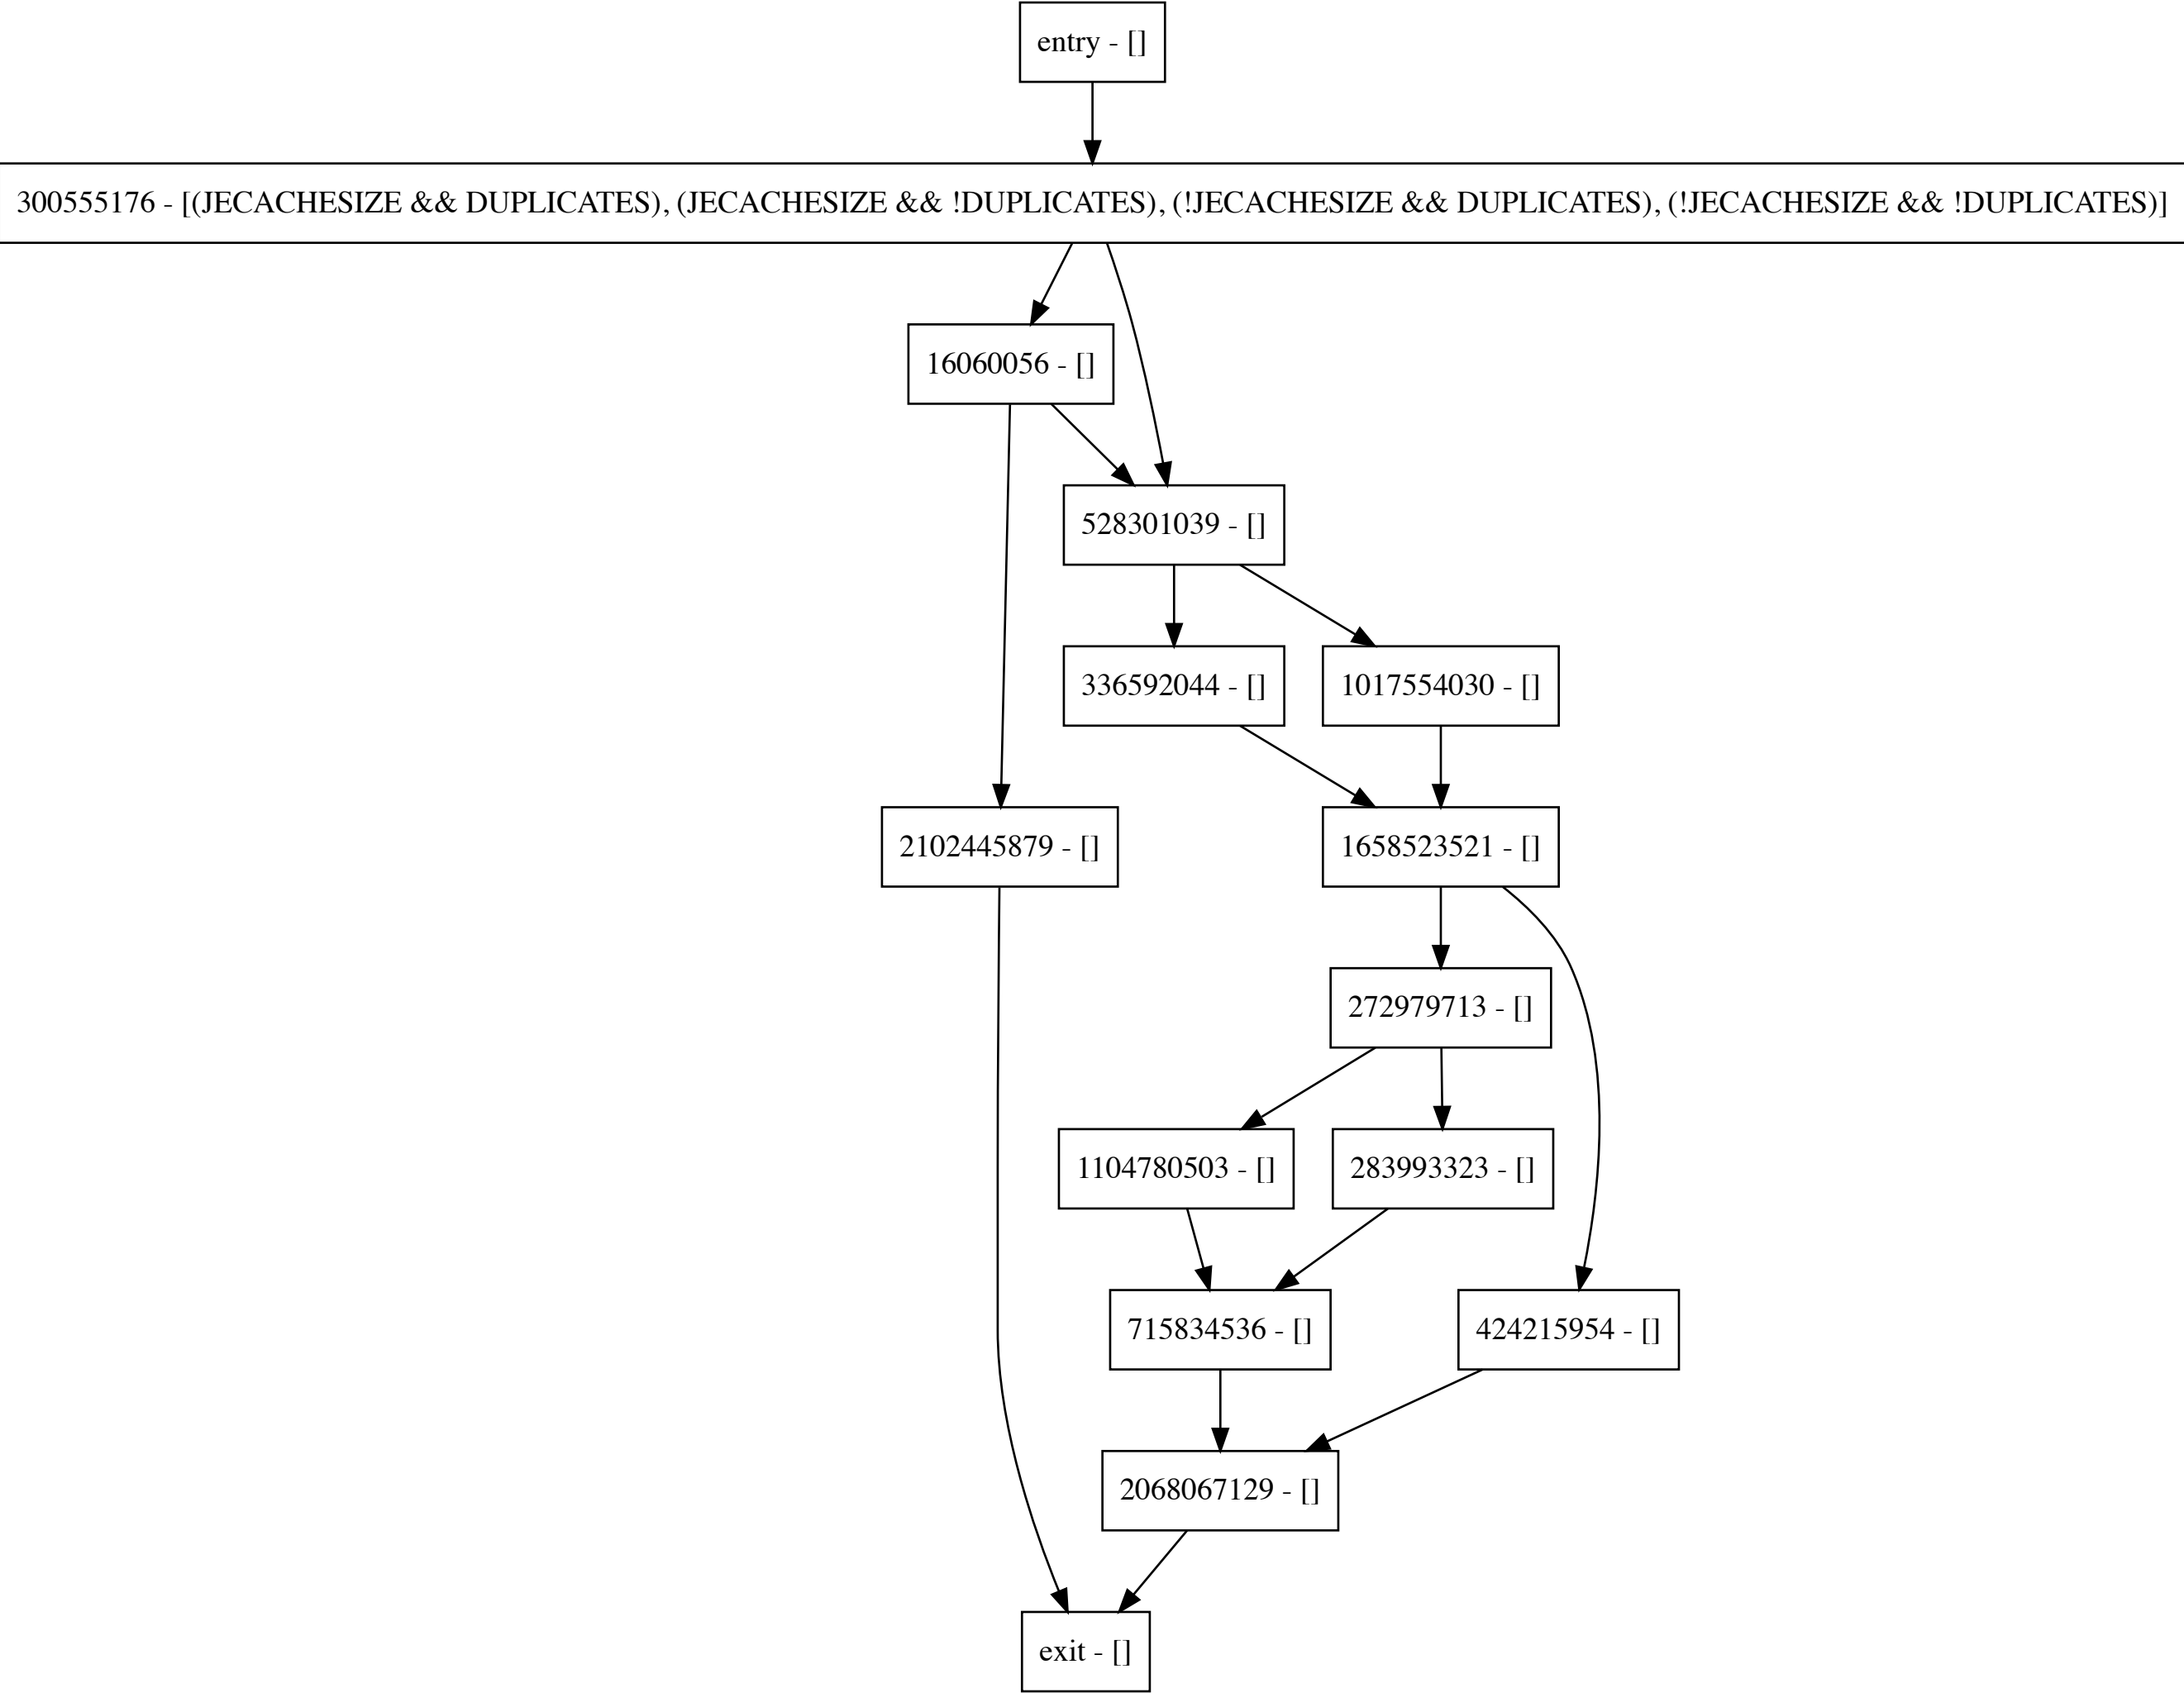 entry - []
300555176 - [(JECACHESIZE && DUPLICATES), (JECACHESIZE && !DUPLICATES), (!JECACHESIZE && DUPLICATES), (!JECACHESIZE && !DUPLICATES)]
16060056 - []
528301039 - []
336592044 - []
1017554030 - []
2102445879 - []
1658523521 - []
272979713 - []
1104780503 - []
283993323 - []
715834536 - []
424215954 - []
2068067129 - []
exit - []